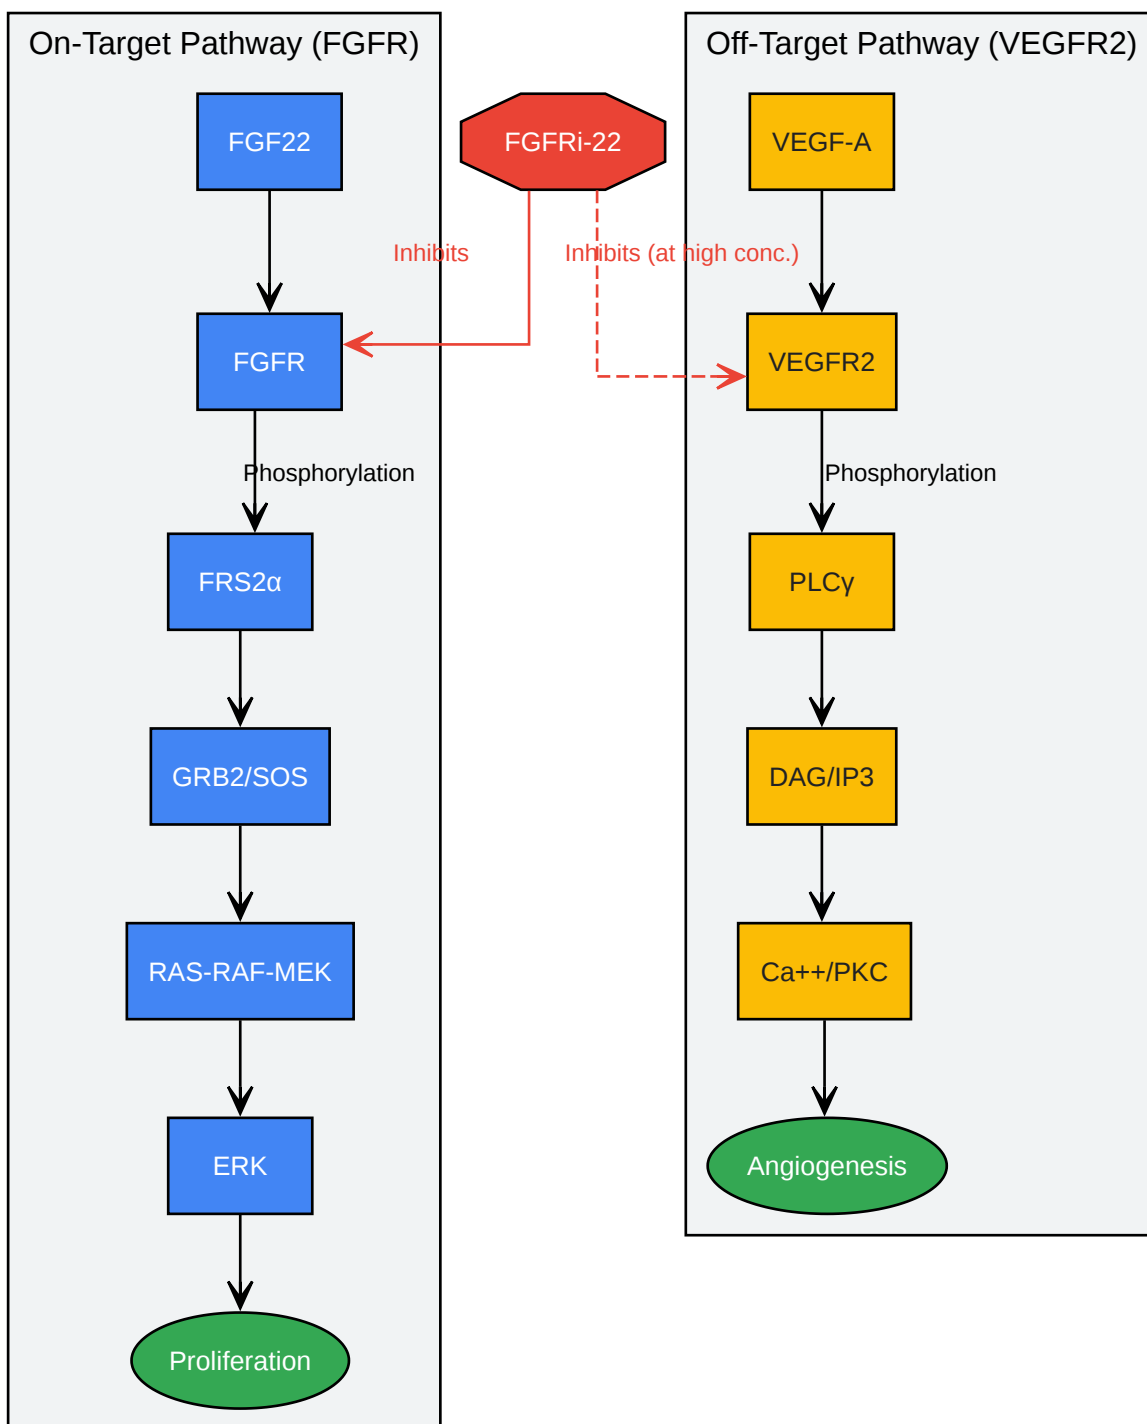 On-Target Pathway (FGFR)
Off-Target Pathway (VEGFR2)
FGF22
FGFRi-22
VEGF-A
Inhibits
Inhibits (at high conc.)
FGFR
VEGFR2
Phosphorylation
Phosphorylation
FRS2α
PLCγ
GRB2/SOS
DAG/IP3
RAS-RAF-MEK
Ca++/PKC
ERK
Angiogenesis
Proliferation